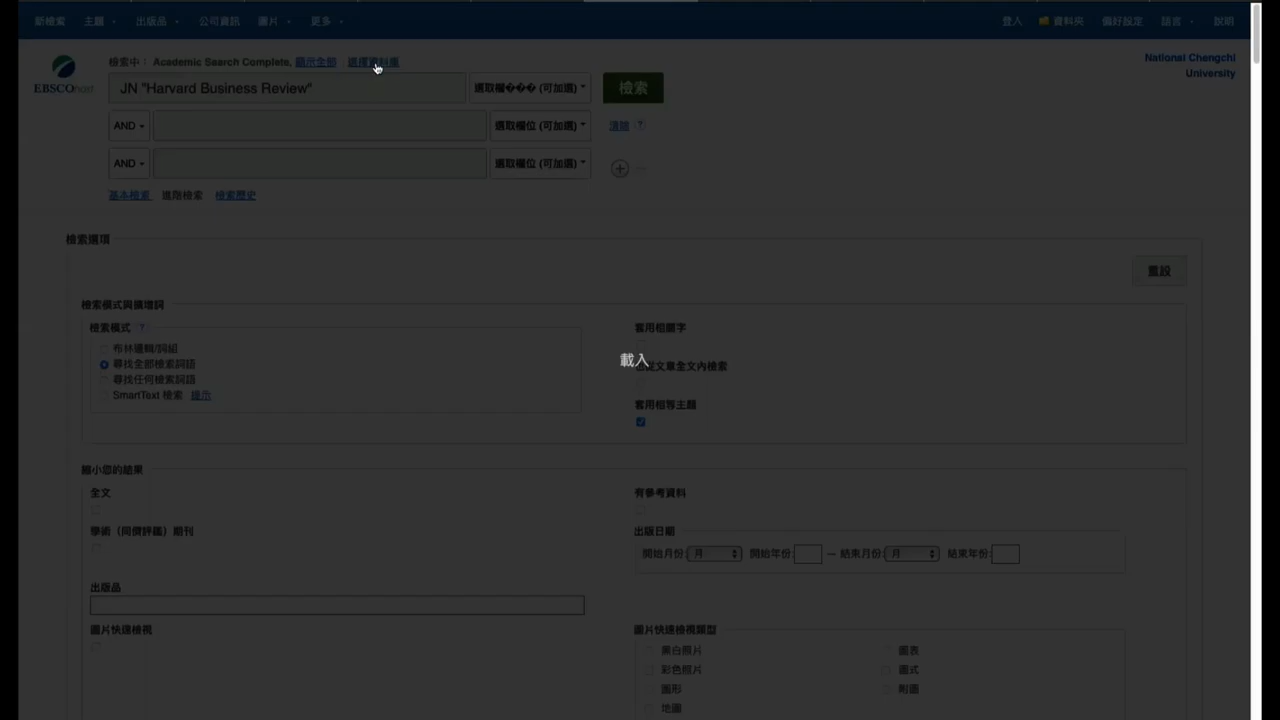 新檢索 主題 出版品 公司資訊 圖片 更多 登入 資料夾 偏好設定 語言 說明
檢索中： Academic Search Complete, 顯示全部 選擇資料庫
National Chengchi University
EBSCOhost
JN "Harvard Business Review" 選取欄��� (可加選) 檢索
AND 選取欄位 (可加選) 清除 ?
AND 選取欄位 (可加選)
基本檢索 進階檢索 檢索歷史
檢索選項
重設
檢索模式與擴增詞
檢索模式 ?
布林邏輯/詞組
尋找全部檢索詞語
尋找任何檢索詞語
SmartText 檢索 提示
套用相關字
載入
文章全文內檢索
套用相等主題
縮小您的結果
全文
有參考資料
學術（同儕評鑑）期刊
出版日期
開始月份: 月 開始年份: — 結束月份: 月 結束年份:
出版品
圖片快速檢視
圖片快速檢視類型
黑白照片 圖表
彩色照片 圖式
圖形 附圖
地圖